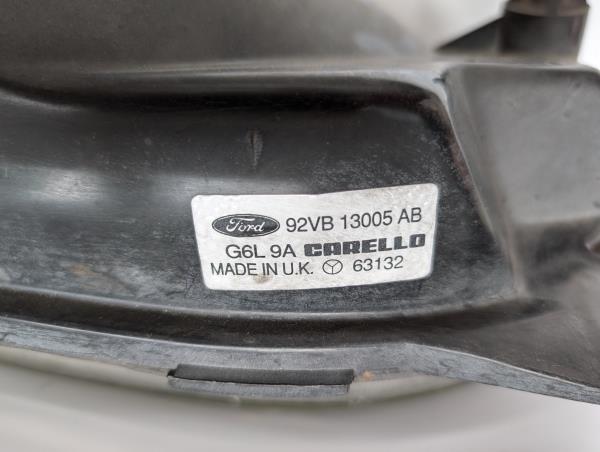 Ford 92VB 13005 AB
G6L 9A CARELLO
MADE IN U.K. 63132